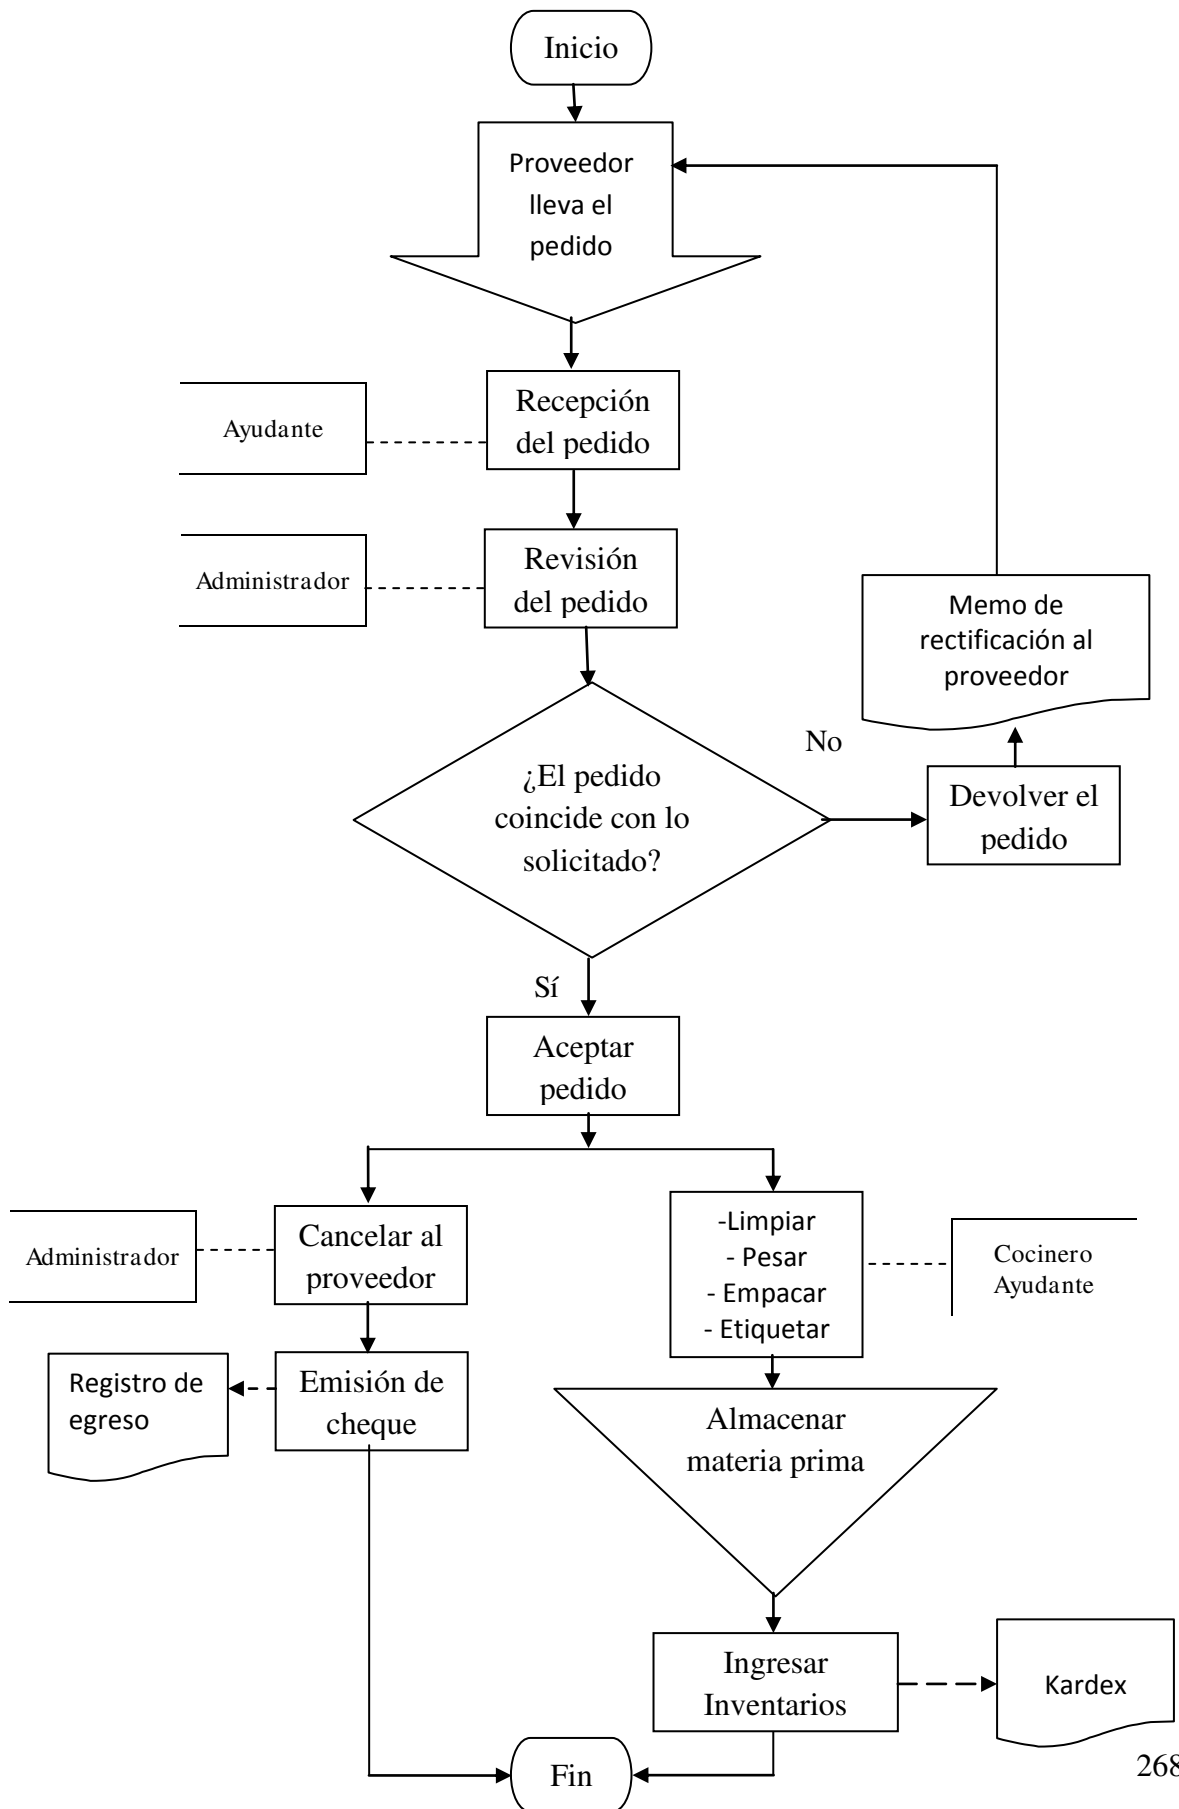 Inicio
Proveedor
lleva el
pedido
Ayudante
Recepción
del pedido
Administrador
Revisión
del pedido
Memo de
rectificación al
proveedor
No
¿El pedido
coincide con lo
solicitado?
Devolver el
pedido
Sí
Aceptar
pedido
Administrador
Cancelar al
proveedor
-Limpiar
- Pesar
- Empacar
- Etiquetar
Cocinero
Ayudante
Registro de
egreso
Emisión de
cheque
Almacenar
materia prima
Ingresar
Inventarios
Kardex
Fin
268